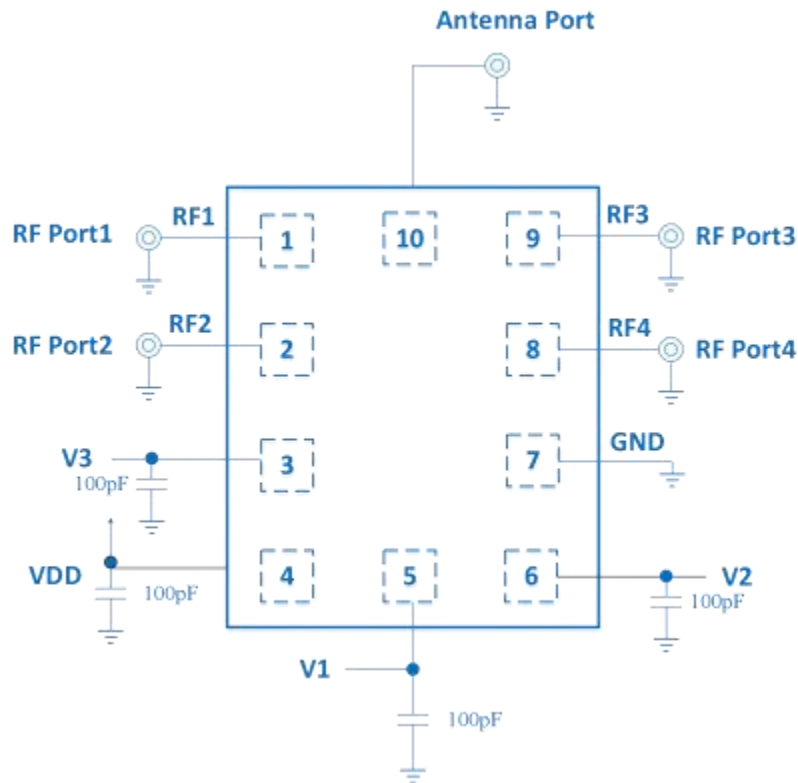 Antenna Port
RF1
RF3
RF Port1
1
10
9
RF Port3
RF2
RF4
RF Port2
2
8
RF Port4
GND
V3
3
7
100pF
VDD
100pF
4
5
6
V2
100pF
V1
100pF